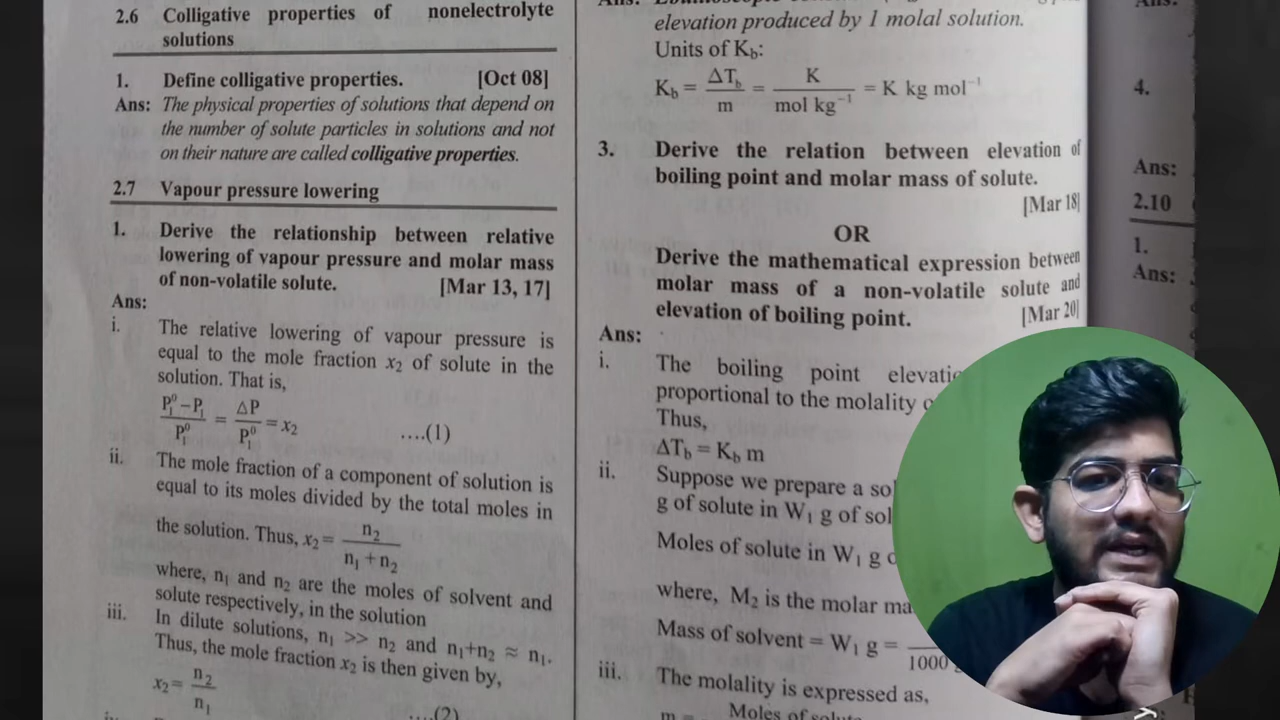 2.6 Colligative properties of nonelectrolyte
solutions
1. Define colligative properties. [Oct 08]
Ans: The physical properties of solutions that depend on
the number of solute particles in solutions and not
on their nature are called colligative properties.
2.7 Vapour pressure lowering
1. Derive the relationship between relative
lowering of vapour pressure and molar mass
of non-volatile solute. [Mar 13, 17]
Ans:
i. The relative lowering of vapour pressure is
equal to the mole fraction x₂ of solute in the
solution. That is,
(P₁⁰ − P₁)/P₁⁰ = ΔP/P₁⁰ = x₂ ....(1)
ii. The mole fraction of a component of solution is
equal to its moles divided by the total moles in
the solution. Thus, x₂ = n₂/(n₁ + n₂)
where, n₁ and n₂ are the moles of solvent and
solute respectively, in the solution
iii. In dilute solutions, n₁ >> n₂ and n₁+n₂ ≈ n₁.
Thus, the mole fraction x₂ is then given by,
x₂ = n₂/n₁ ....(2)
elevation produced by 1 molal solution.
Units of K_b:
K_b = ΔT_b/m = K/(mol kg⁻¹) = K kg mol⁻¹
3. Derive the relation between elevation of
boiling point and molar mass of solute.
[Mar 18]
OR
Derive the mathematical expression between
molar mass of a non-volatile solute and
elevation of boiling point. [Mar 20]
Ans:
i. The boiling point
proportional to the molality
Thus,
ΔT_b = K_b m
ii. Suppose we prepare a
g of solute in W₁ g of
Moles of solute in W₁ g
where, M₂ is the molar
Mass of solvent = W₁ g =
1000
iii. The molality is expressed as,
m = Moles of solute
4.
Ans:
2.10
1.
Ans: